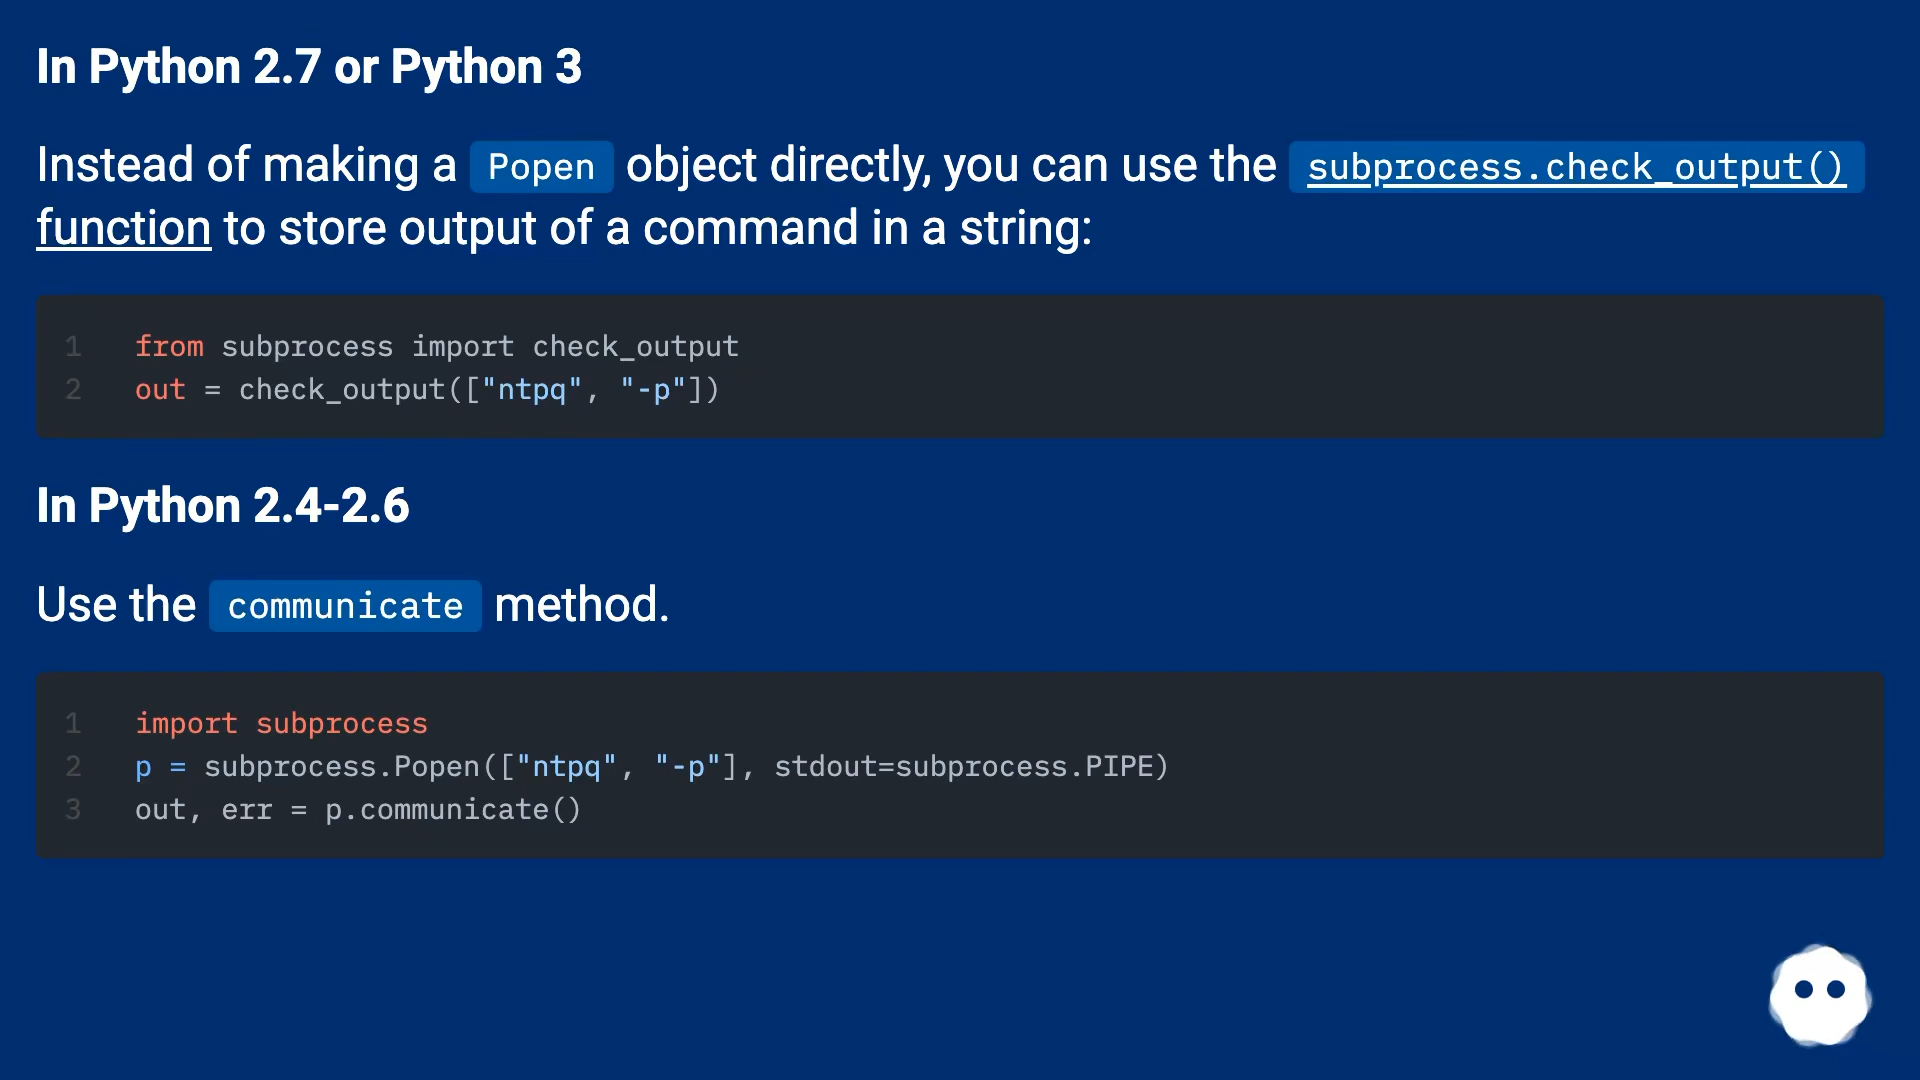 In Python 2.7 or Python 3
Instead of making a Popen object directly, you can use the subprocess.check_output()
function to store output of a command in a string:
1 from subprocess import check_output
2 out = check_output(["ntpq", "-p"])
In Python 2.4-2.6
Use the communicate method.
1 import subprocess
2 p = subprocess.Popen(["ntpq", "-p"], stdout=subprocess.PIPE)
3 out, err = p.communicate()